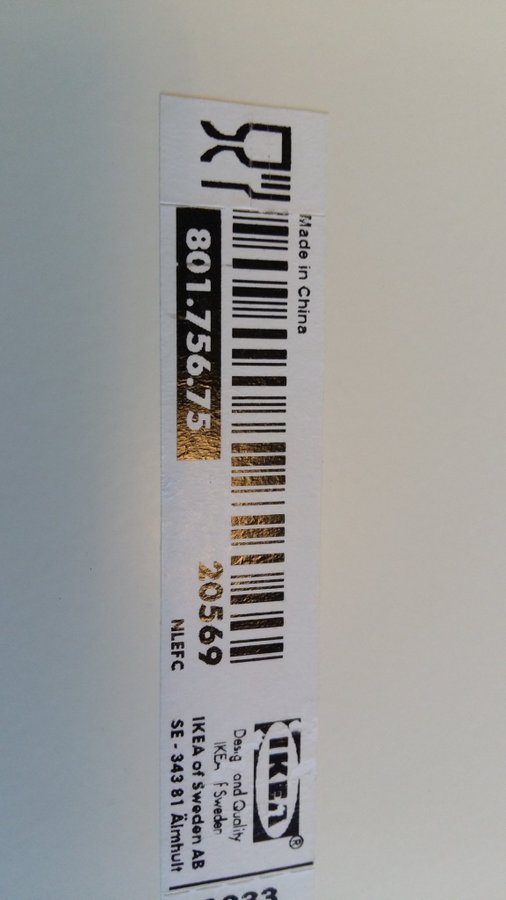 Made in China
801.756.75
20569
NLEFC
IKEA®
Desig and Quality
IKEA f Sweden
IKEA of Sweden AB
SE - 343 81 Älmhult